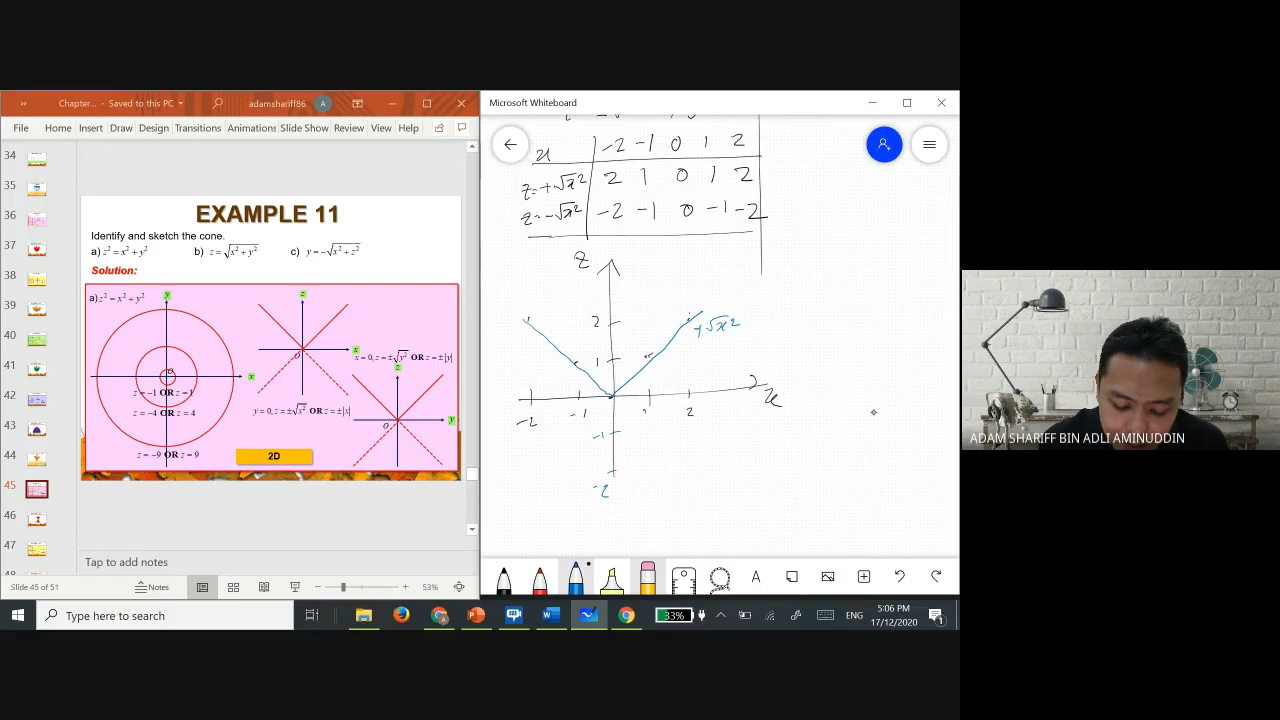 Chapter... - Saved to this PC
adamshariff86
A
File Home Insert Draw Design Transitions Animations Slide Show Review View Help
34
35
36
37
38
39
40
41
42
43
44
45
46
47
EXAMPLE 11
Identify and sketch the cone.
a) z² = x² + y² b) z = √(x² + y²) c) y = -√(x² + z²)
Solution:
a) z² = x² + y²
y
x
O
z = -1 OR z = 1
z = -4 OR z = 4
z = -9 OR z = 9
z
x
O
y = 0, z = ±√x² OR z = ±|x|
x = 0, z = ±√y² OR z = ±|y|
z
y
O
2D
Tap to add notes
Slide 45 of 51
Notes
53%
Microsoft Whiteboard
x -2 -1 0 1 2
z=+√x² 2 1 0 1 2
z=-√x² -2 -1 0 -1 -2
z
2
+√x²
1
x
-2 -1 1 2
-1
-2
A
Type here to search
33%
ENG
5:06 PM
17/12/2020
1
ADAM SHARIFF BIN ADLI AMINUDDIN